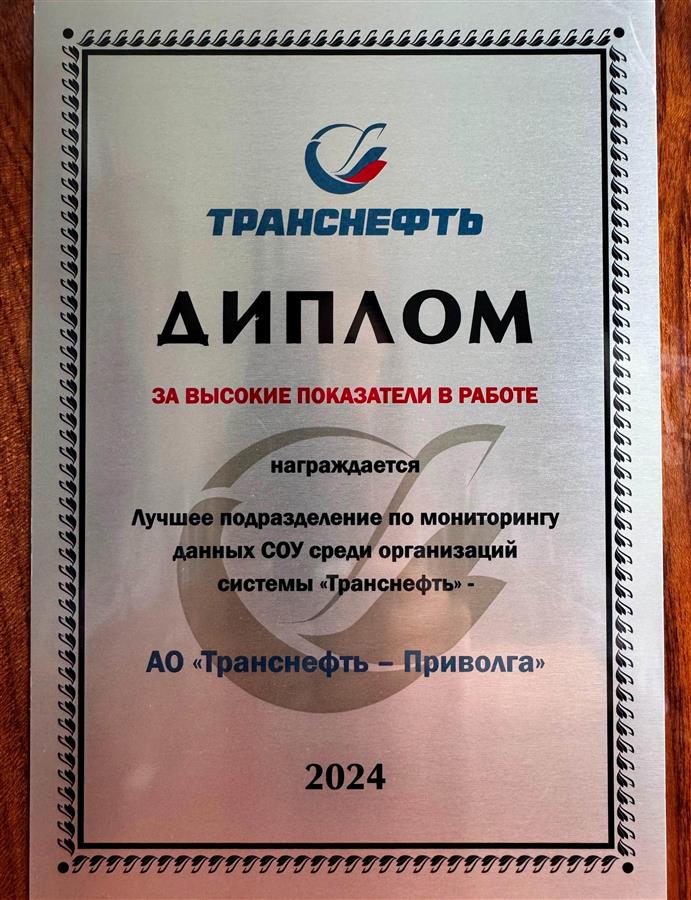 ТРАНСНЕФТЬ
ДИПЛОМ
ЗА ВЫСОКИЕ ПОКАЗАТЕЛИ В РАБОТЕ
награждается
Лучшее подразделение по мониторингу
данных СОУ среди организаций
системы «Транснефть» -
АО «Транснефть – Приволга»
2024